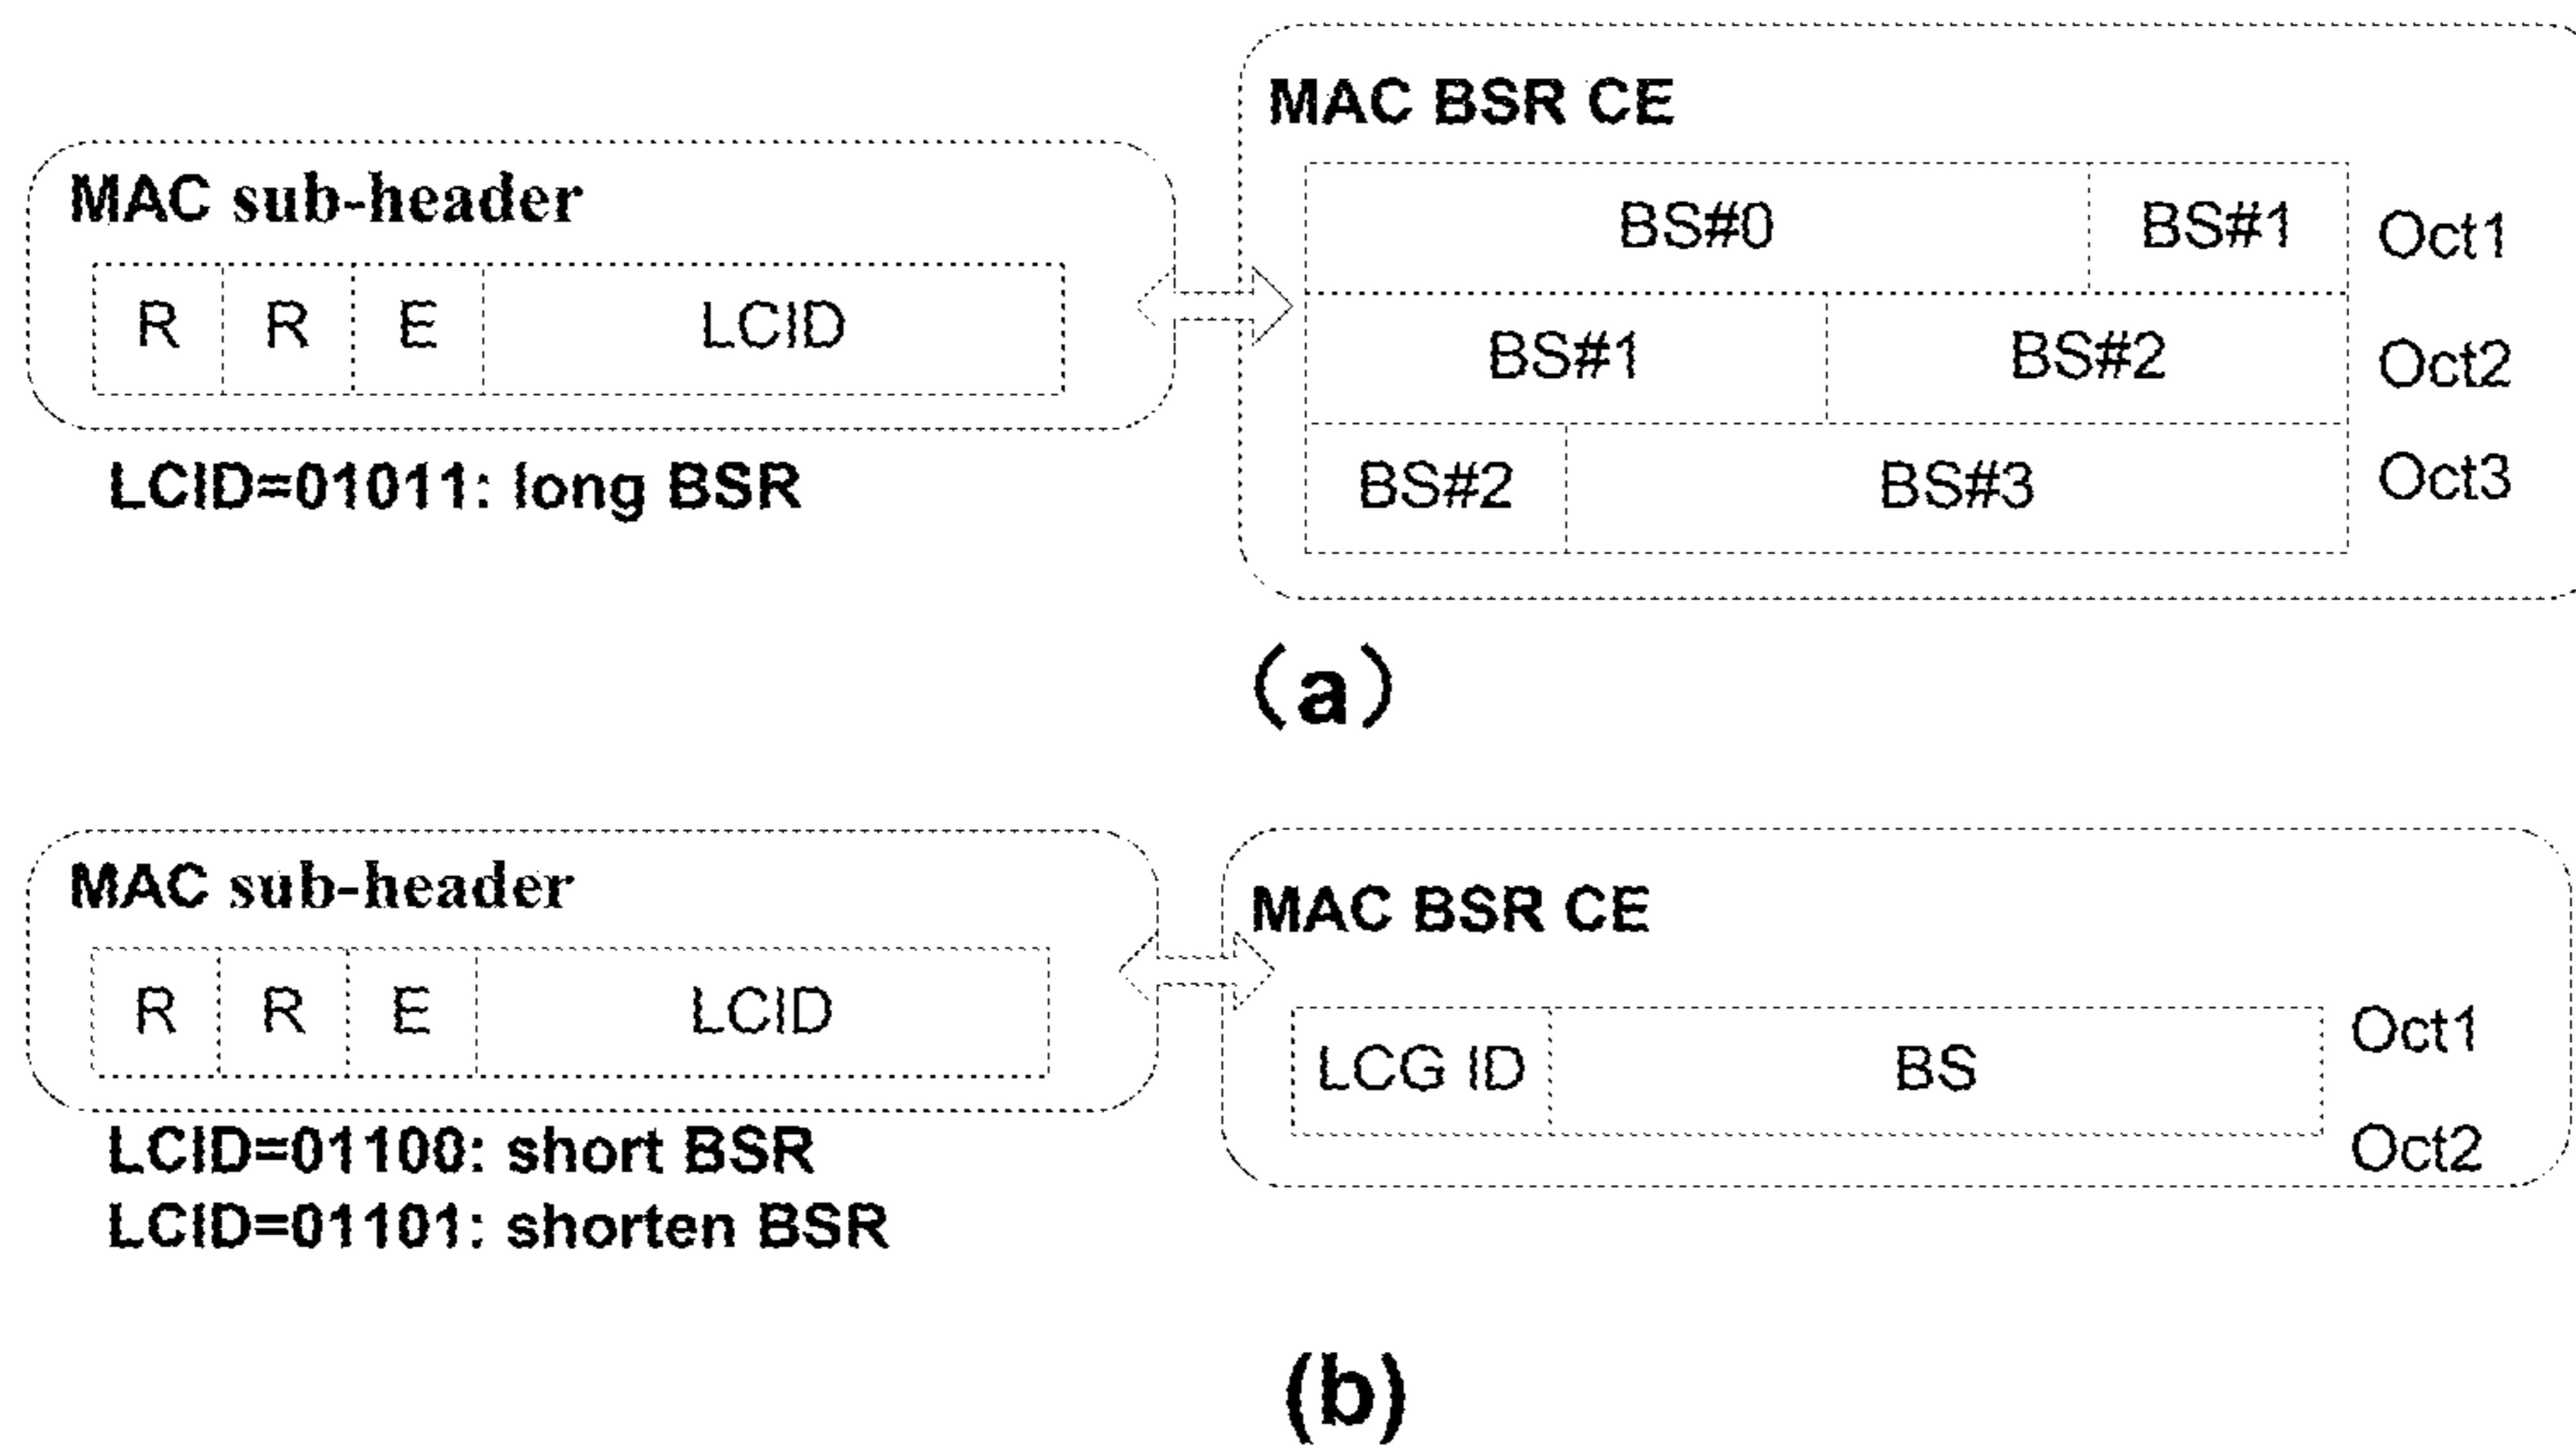 MAC BSR CE
MAC sub-header
BS#0 BS#1 Oct1
R R E LCID
BS#1 BS#2 Oct2
BS#2 BS#3 Oct3
LCID=01011: long BSR
(a)
MAC sub-header
MAC BSR CE
R R E LCID
LCG ID BS Oct1
Oct2
LCID=01100: short BSR
LCID=01101: shorten BSR
(b)